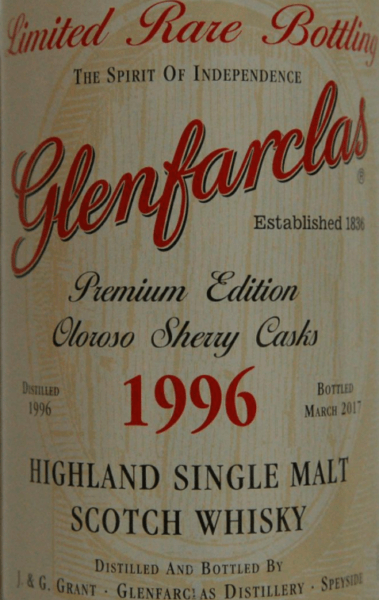 Limited Rare Bottling
THE SPIRIT OF INDEPENDENCE
Glenfarclas®
Established 1836
Premium Edition
Oloroso Sherry Casks
DISTILLED
1996
1996
BOTTLED
MARCH 2017
HIGHLAND SINGLE MALT
SCOTCH WHISKY
DISTILLED AND BOTTLED BY
J. & G. GRANT · GLENFARCLAS DISTILLERY · SPEYSIDE